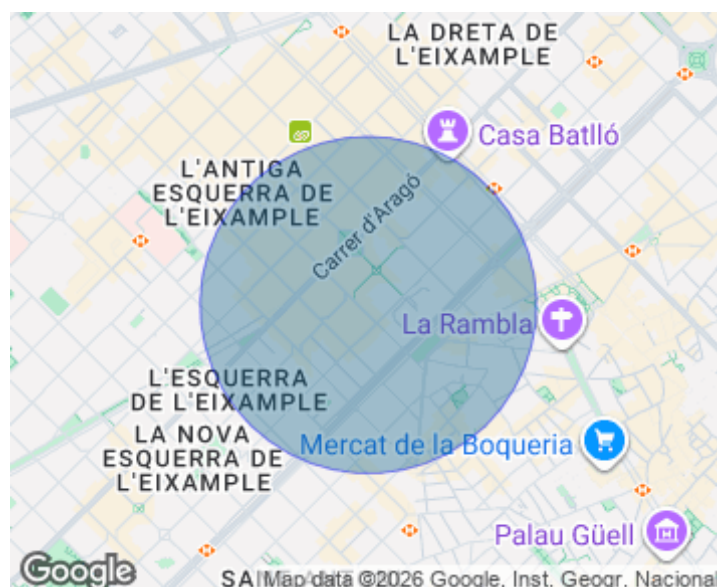 LA DRETA DE
L'EIXAMPLE
Casa Batlló
L'ANTIGA
ESQUERRA DE
L'EIXAMPLE
Carrer d'Aragó
La Rambla
L'ESQUERRA
DE L'EIXAMPLE
LA NOVA
ESQUERRA DE
L'EIXAMPLE
Mercat de la Boqueria
Palau Güell
Google
Map data ©2026 Google, Inst. Geogr. Nacional